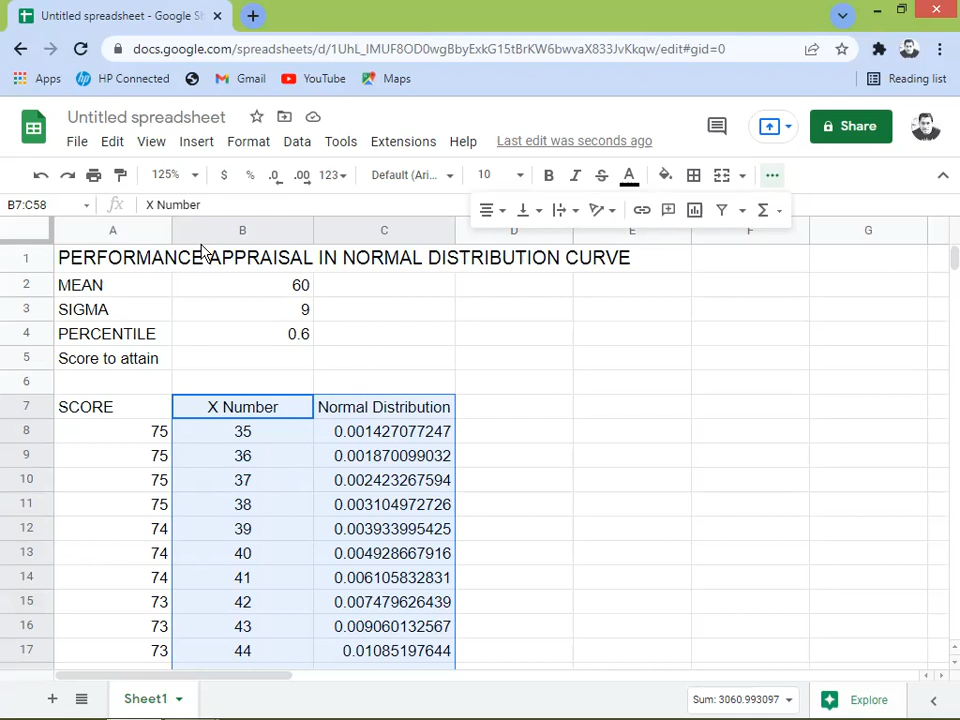 Untitled spreadsheet - Google Sh
docs.google.com/spreadsheets/d/1UhL_IMUF8OD0wgBbyExkG15tBrKW6bwvaX833JvKkqw/edit#gid=0
Apps
HP Connected
Gmail
YouTube
Maps
Reading list
Untitled spreadsheet
File Edit View Insert Format Data Tools Extensions Help Last edit was seconds ago
Share
125% $ % .0 .00 123 Default (Ari... 10 B I S A
B7:C58 fx X Number
A B C D E F G
1 PERFORMANCE APPRAISAL IN NORMAL DISTRIBUTION CURVE
2 MEAN 60
3 SIGMA 9
4 PERCENTILE 0.6
5 Score to attain
6
7 SCORE X Number Normal Distribution
8 75 35 0.001427077247
9 75 36 0.001870099032
10 75 37 0.002423267594
11 75 38 0.003104972726
12 74 39 0.003933995425
13 74 40 0.004928667916
14 74 41 0.006105832831
15 73 42 0.007479626439
16 73 43 0.009060132567
17 73 44 0.01085197644
Sheet1
Sum: 3060.993097
Explore